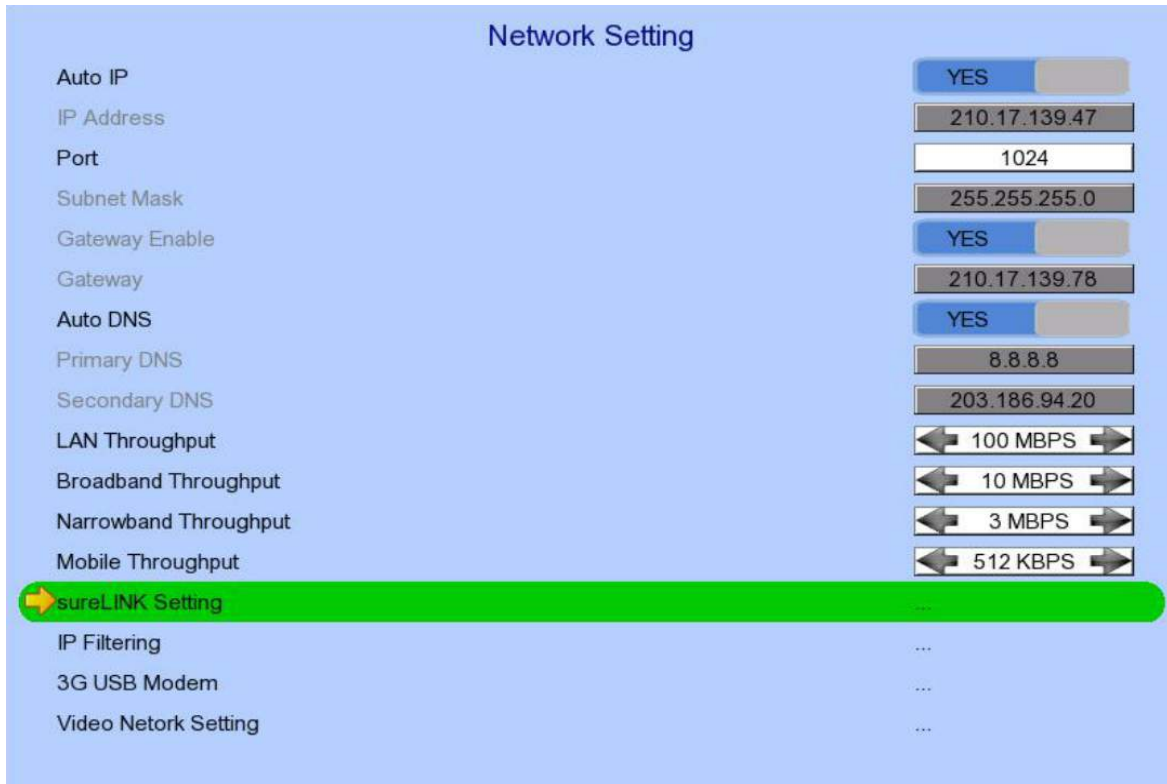 Network Setting
Auto IP YES
IP Address 210.17.139.47
Port 1024
Subnet Mask 255.255.255.0
Gateway Enable YES
Gateway 210.17.139.78
Auto DNS YES
Primary DNS 8.8.8.8
Secondary DNS 203.186.94.20
LAN Throughput 100 MBPS
Broadband Throughput 10 MBPS
Narrowband Throughput 3 MBPS
Mobile Throughput 512 KBPS
sureLINK Setting ...
IP Filtering ...
3G USB Modem ...
Video Netork Setting ...